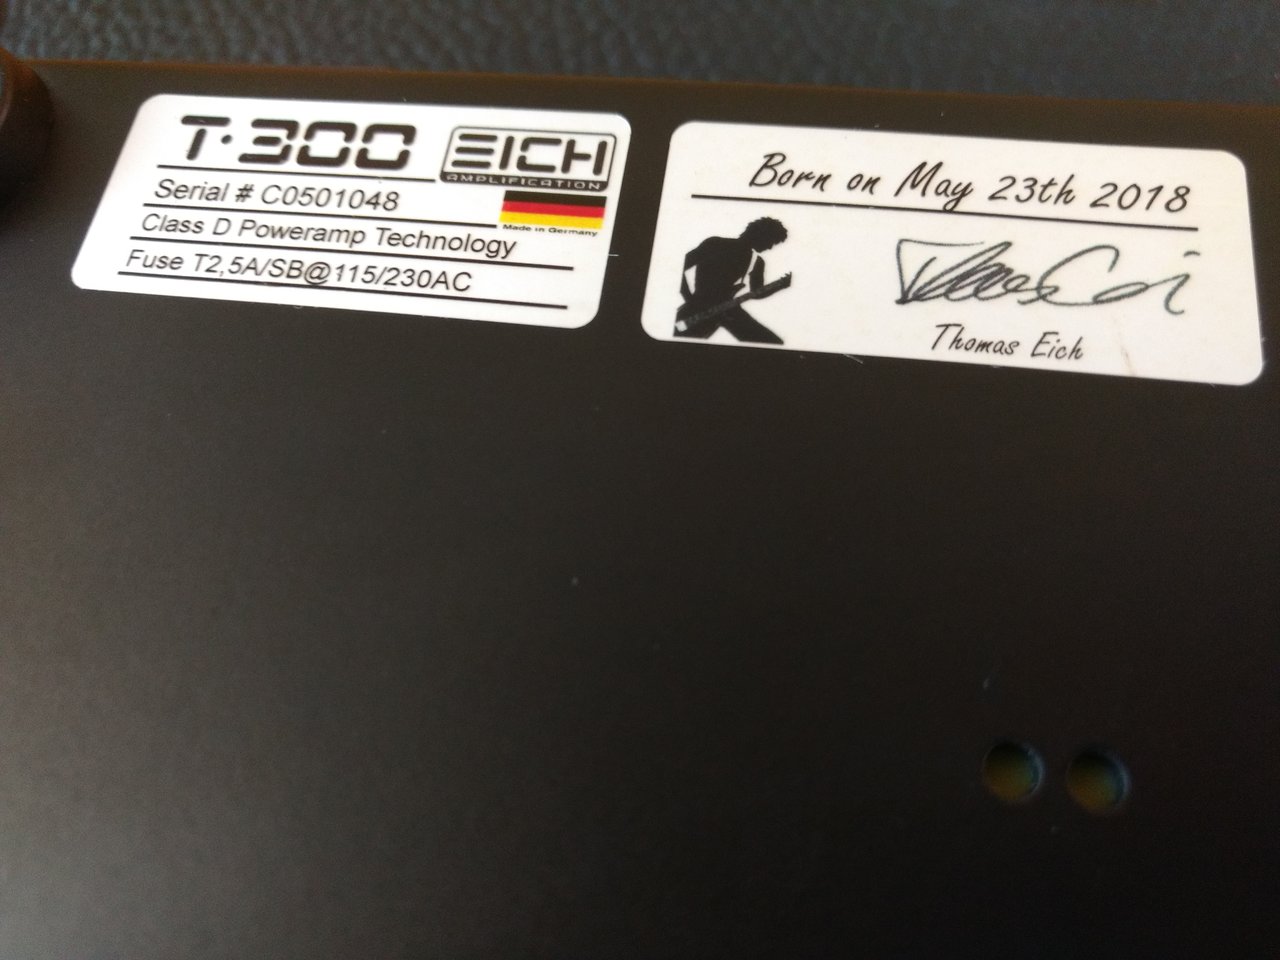 T·300
EICH
AMPLIFICATION
Serial # C0501048
Made in Germany
Class D Poweramp Technology
Fuse T2,5A/SB@115/230AC
Born on May 23th 2018
Thomas Eich